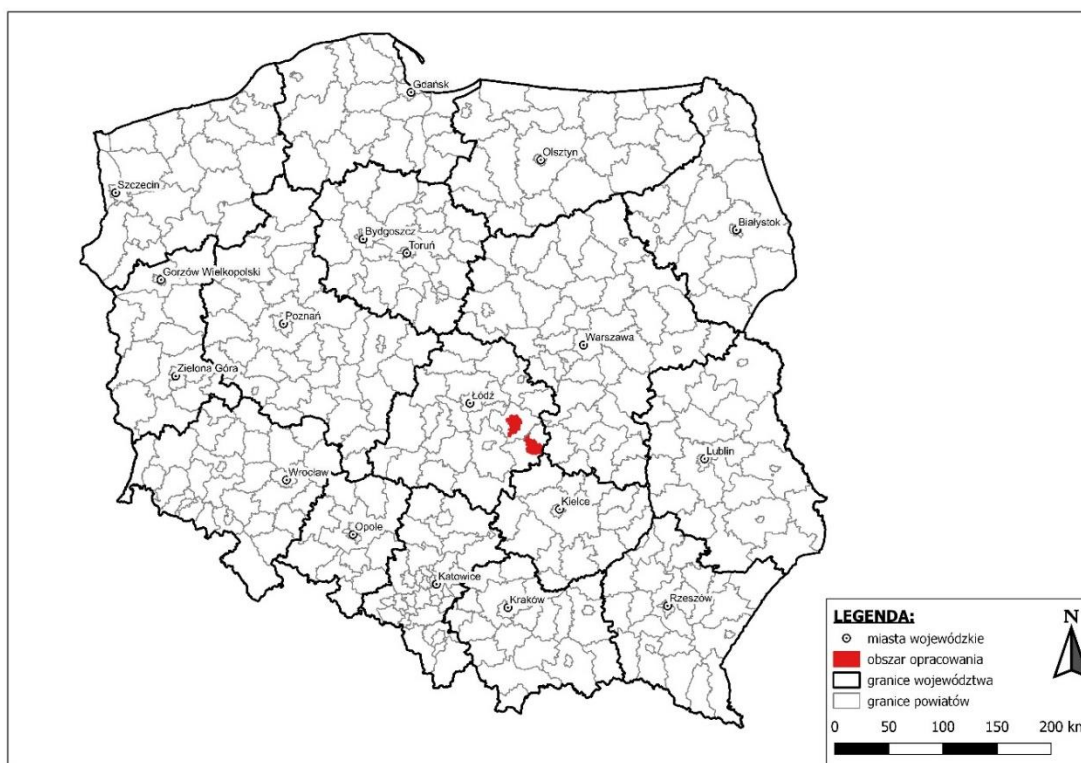 Gdańsk
Olsztyn
Szczecin
Białystok
Bydgoszcz
Toruń
Gorzów Wielkopolski
Poznań
Warszawa
Zielona Góra
Łódź
Lublin
Wrocław
Kielce
Opole
Katowice
Kraków
Rzeszów
LEGENDA:
N
miasta wojewódzkie
obszar opracowania
granice województwa
granice powiatów
0 50 100 150 200 km